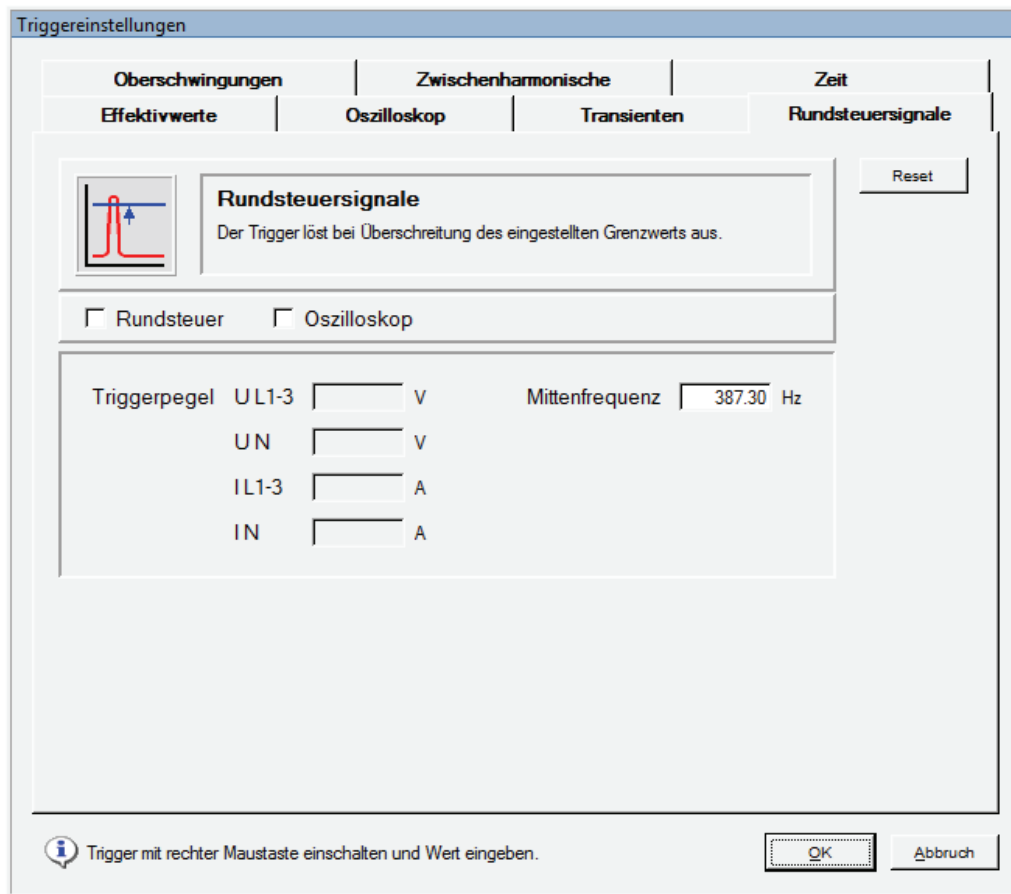 Triggereinstellungen
Oberschwingungen Zwischenharmonische Zeit
Effektivwerte Oszilloskop Transienten Rundsteuersignale
Reset
Rundsteuersignale
Der Trigger löst bei Überschreitung des eingestellten Grenzwerts aus.
Rundsteuer Oszilloskop
Triggerpegel U L1-3 V Mittenfrequenz 387.30 Hz
U N V
I L1-3 A
I N A
Trigger mit rechter Maustaste einschalten und Wert eingeben.
OK Abbruch